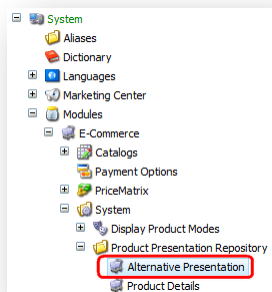 System
Aliases
Dictionary
Languages
Marketing Center
Modules
E-Commerce
Catalogs
Payment Options
PriceMatrix
System
Display Product Modes
Product Presentation Repository
Alternative Presentation
Product Details